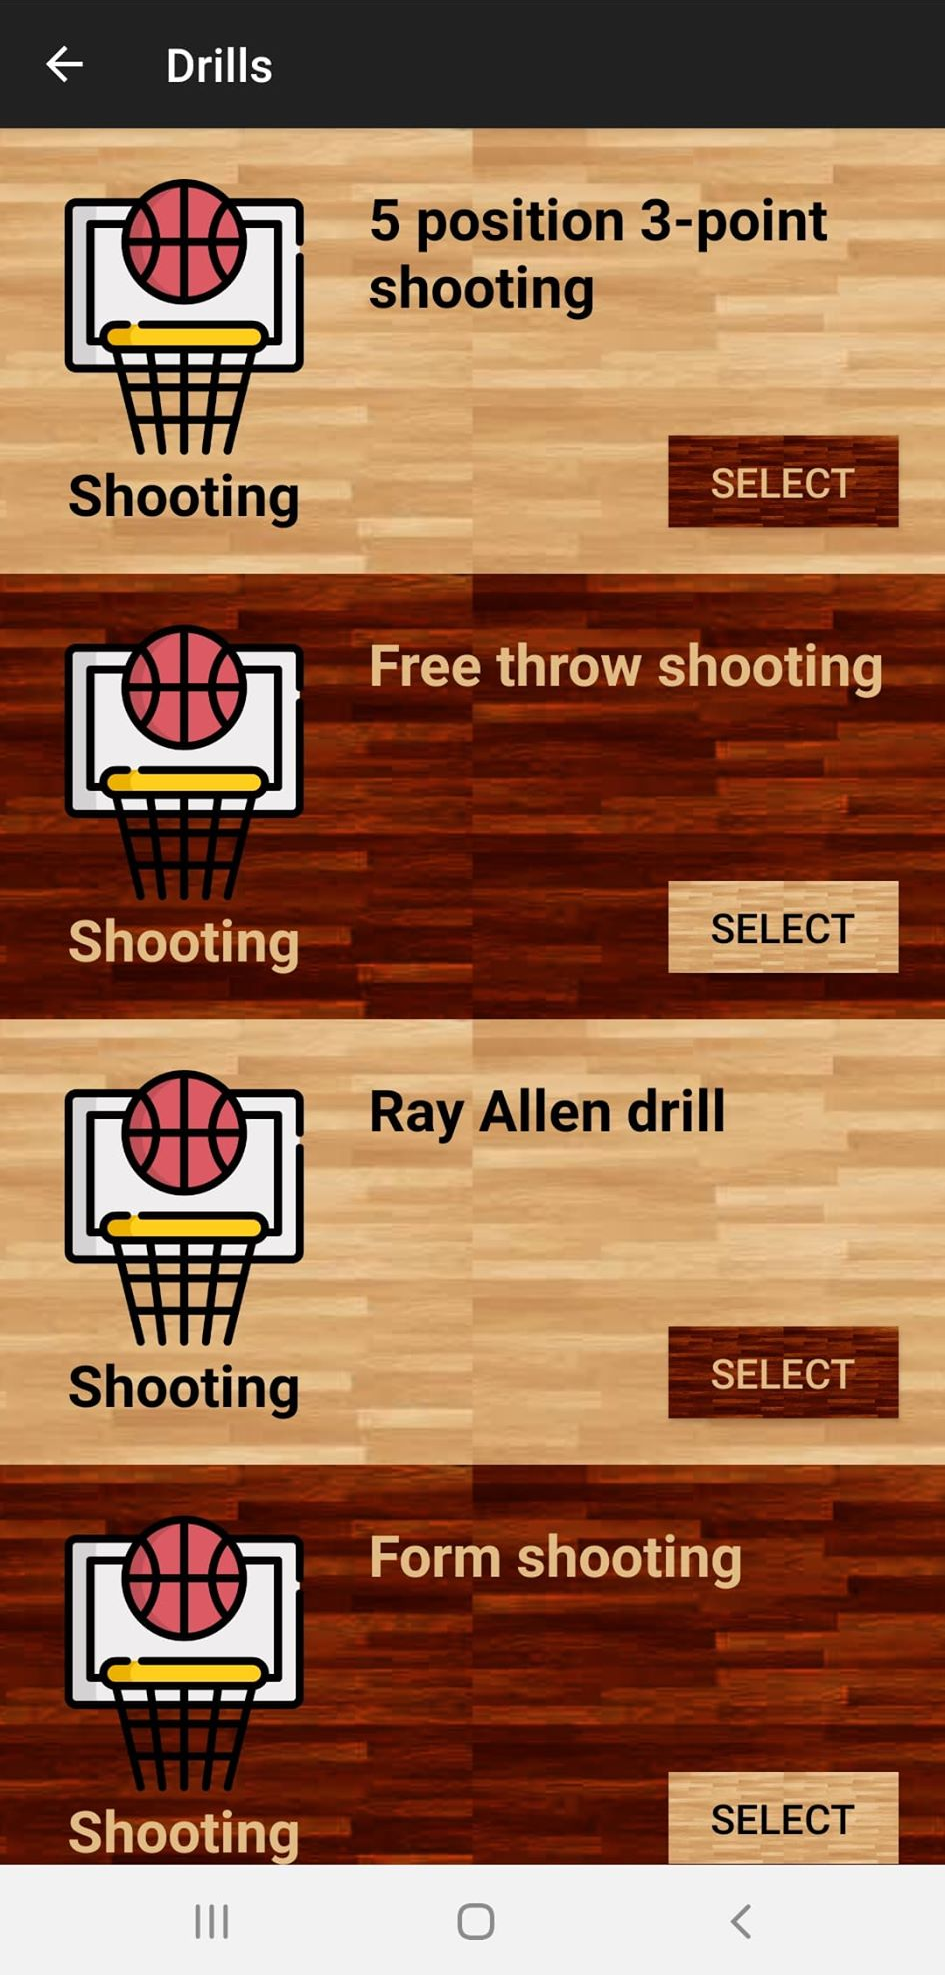 Drills
5 position 3-point
shooting
Shooting
SELECT
Free throw shooting
Shooting
SELECT
Ray Allen drill
Shooting
SELECT
Form shooting
Shooting
SELECT